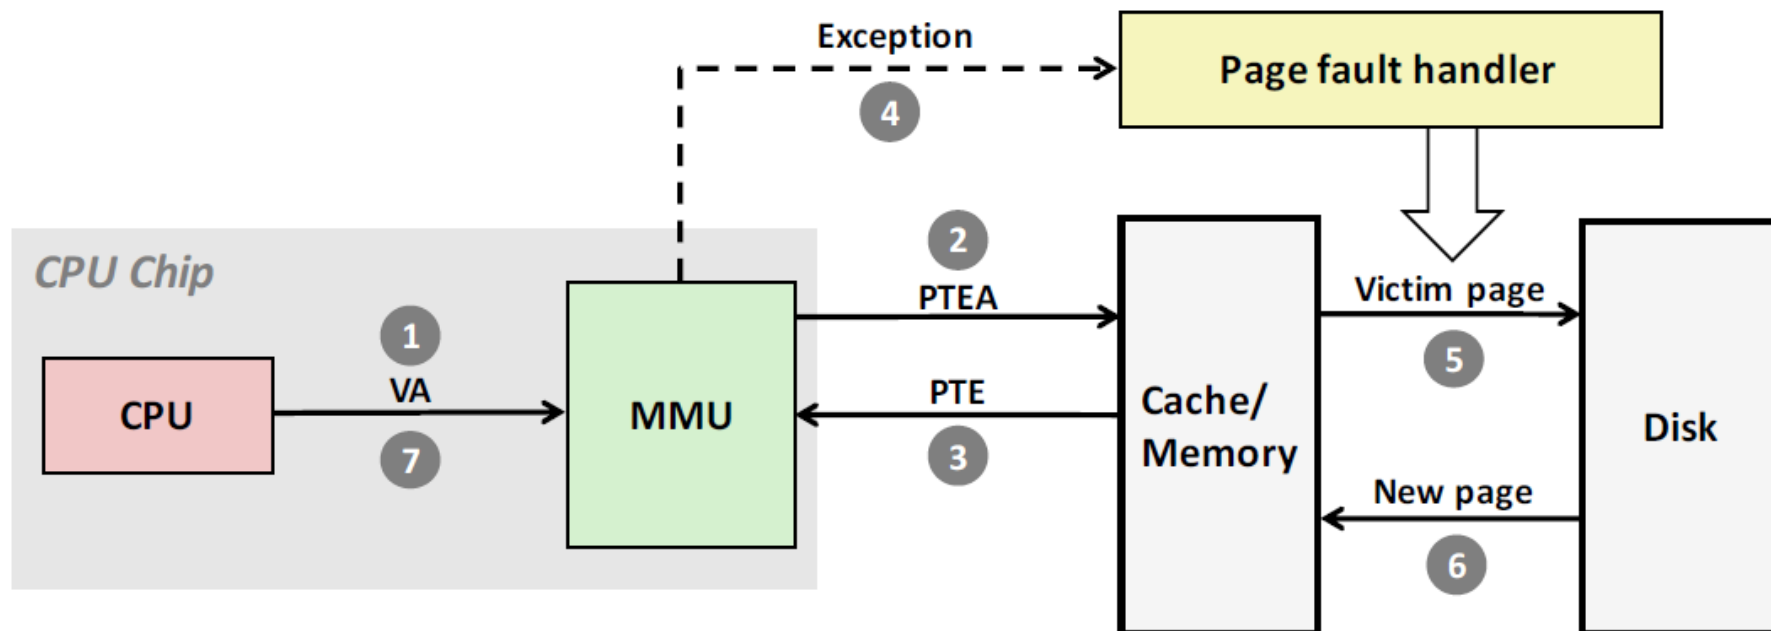 Exception
Page fault handler
4
2
CPU Chip
PTEA
Victim page
1
5
VA
PTE
CPU
MMU
Cache/
Memory
Disk
7
3
New page
6